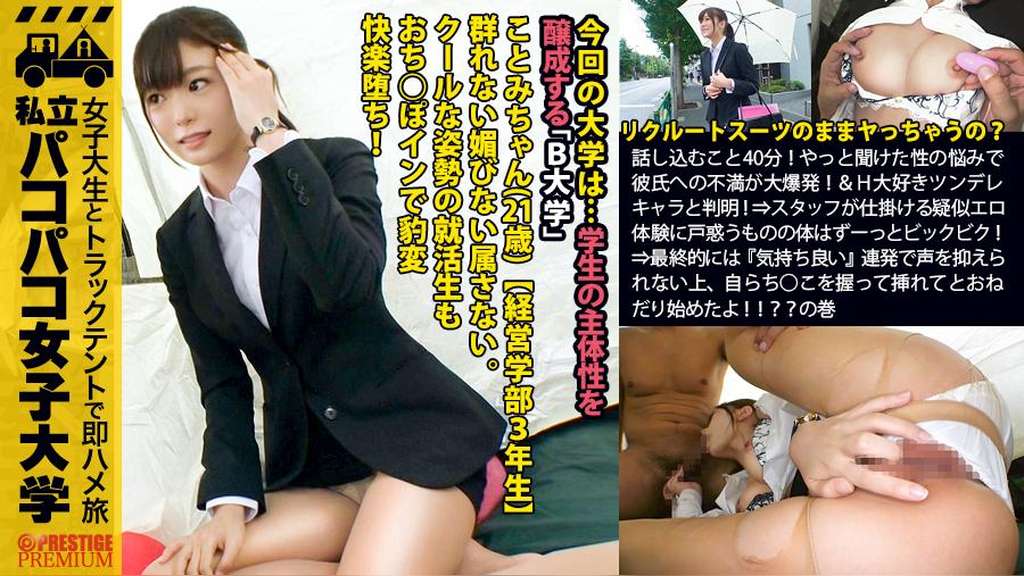 女子大生とトラックテントで即ハメ旅
私立パコパコ女子大学
PRESTIGE
PREMIUM
今回の大学は…学生の主体性を
醸成する「B大学」
ことみちゃん(21歳)【経営学部3年生】
群れない媚びない属さない。
クールな姿勢の就活生も
おち〇ぽインで豹変
快楽堕ち!
リクルートスーツのままヤっちゃうの?
話し込むこと40分!やっと聞けた性の悩みで
彼氏への不満が大爆発!&H大好きツンデレ
キャラと判明!⇒スタッフが仕掛ける疑似エロ
体験に戸惑うものの体はずーっとビックビク!
⇒最終的には『気持ち良い』連発で声を抑えら
れない上、自らち〇こを握って挿れてとおね
だり始めたよ!!??の巻